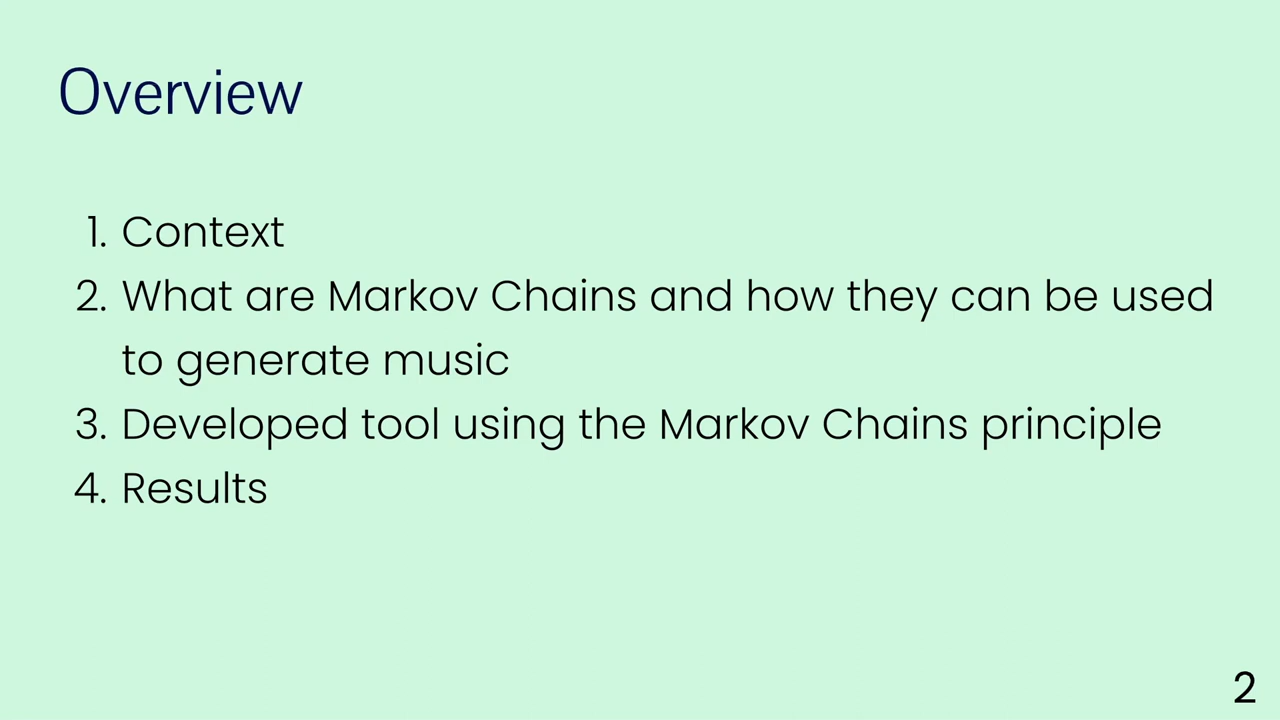 Overview
1. Context
2. What are Markov Chains and how they can be used
to generate music
3. Developed tool using the Markov Chains principle
4. Results
2